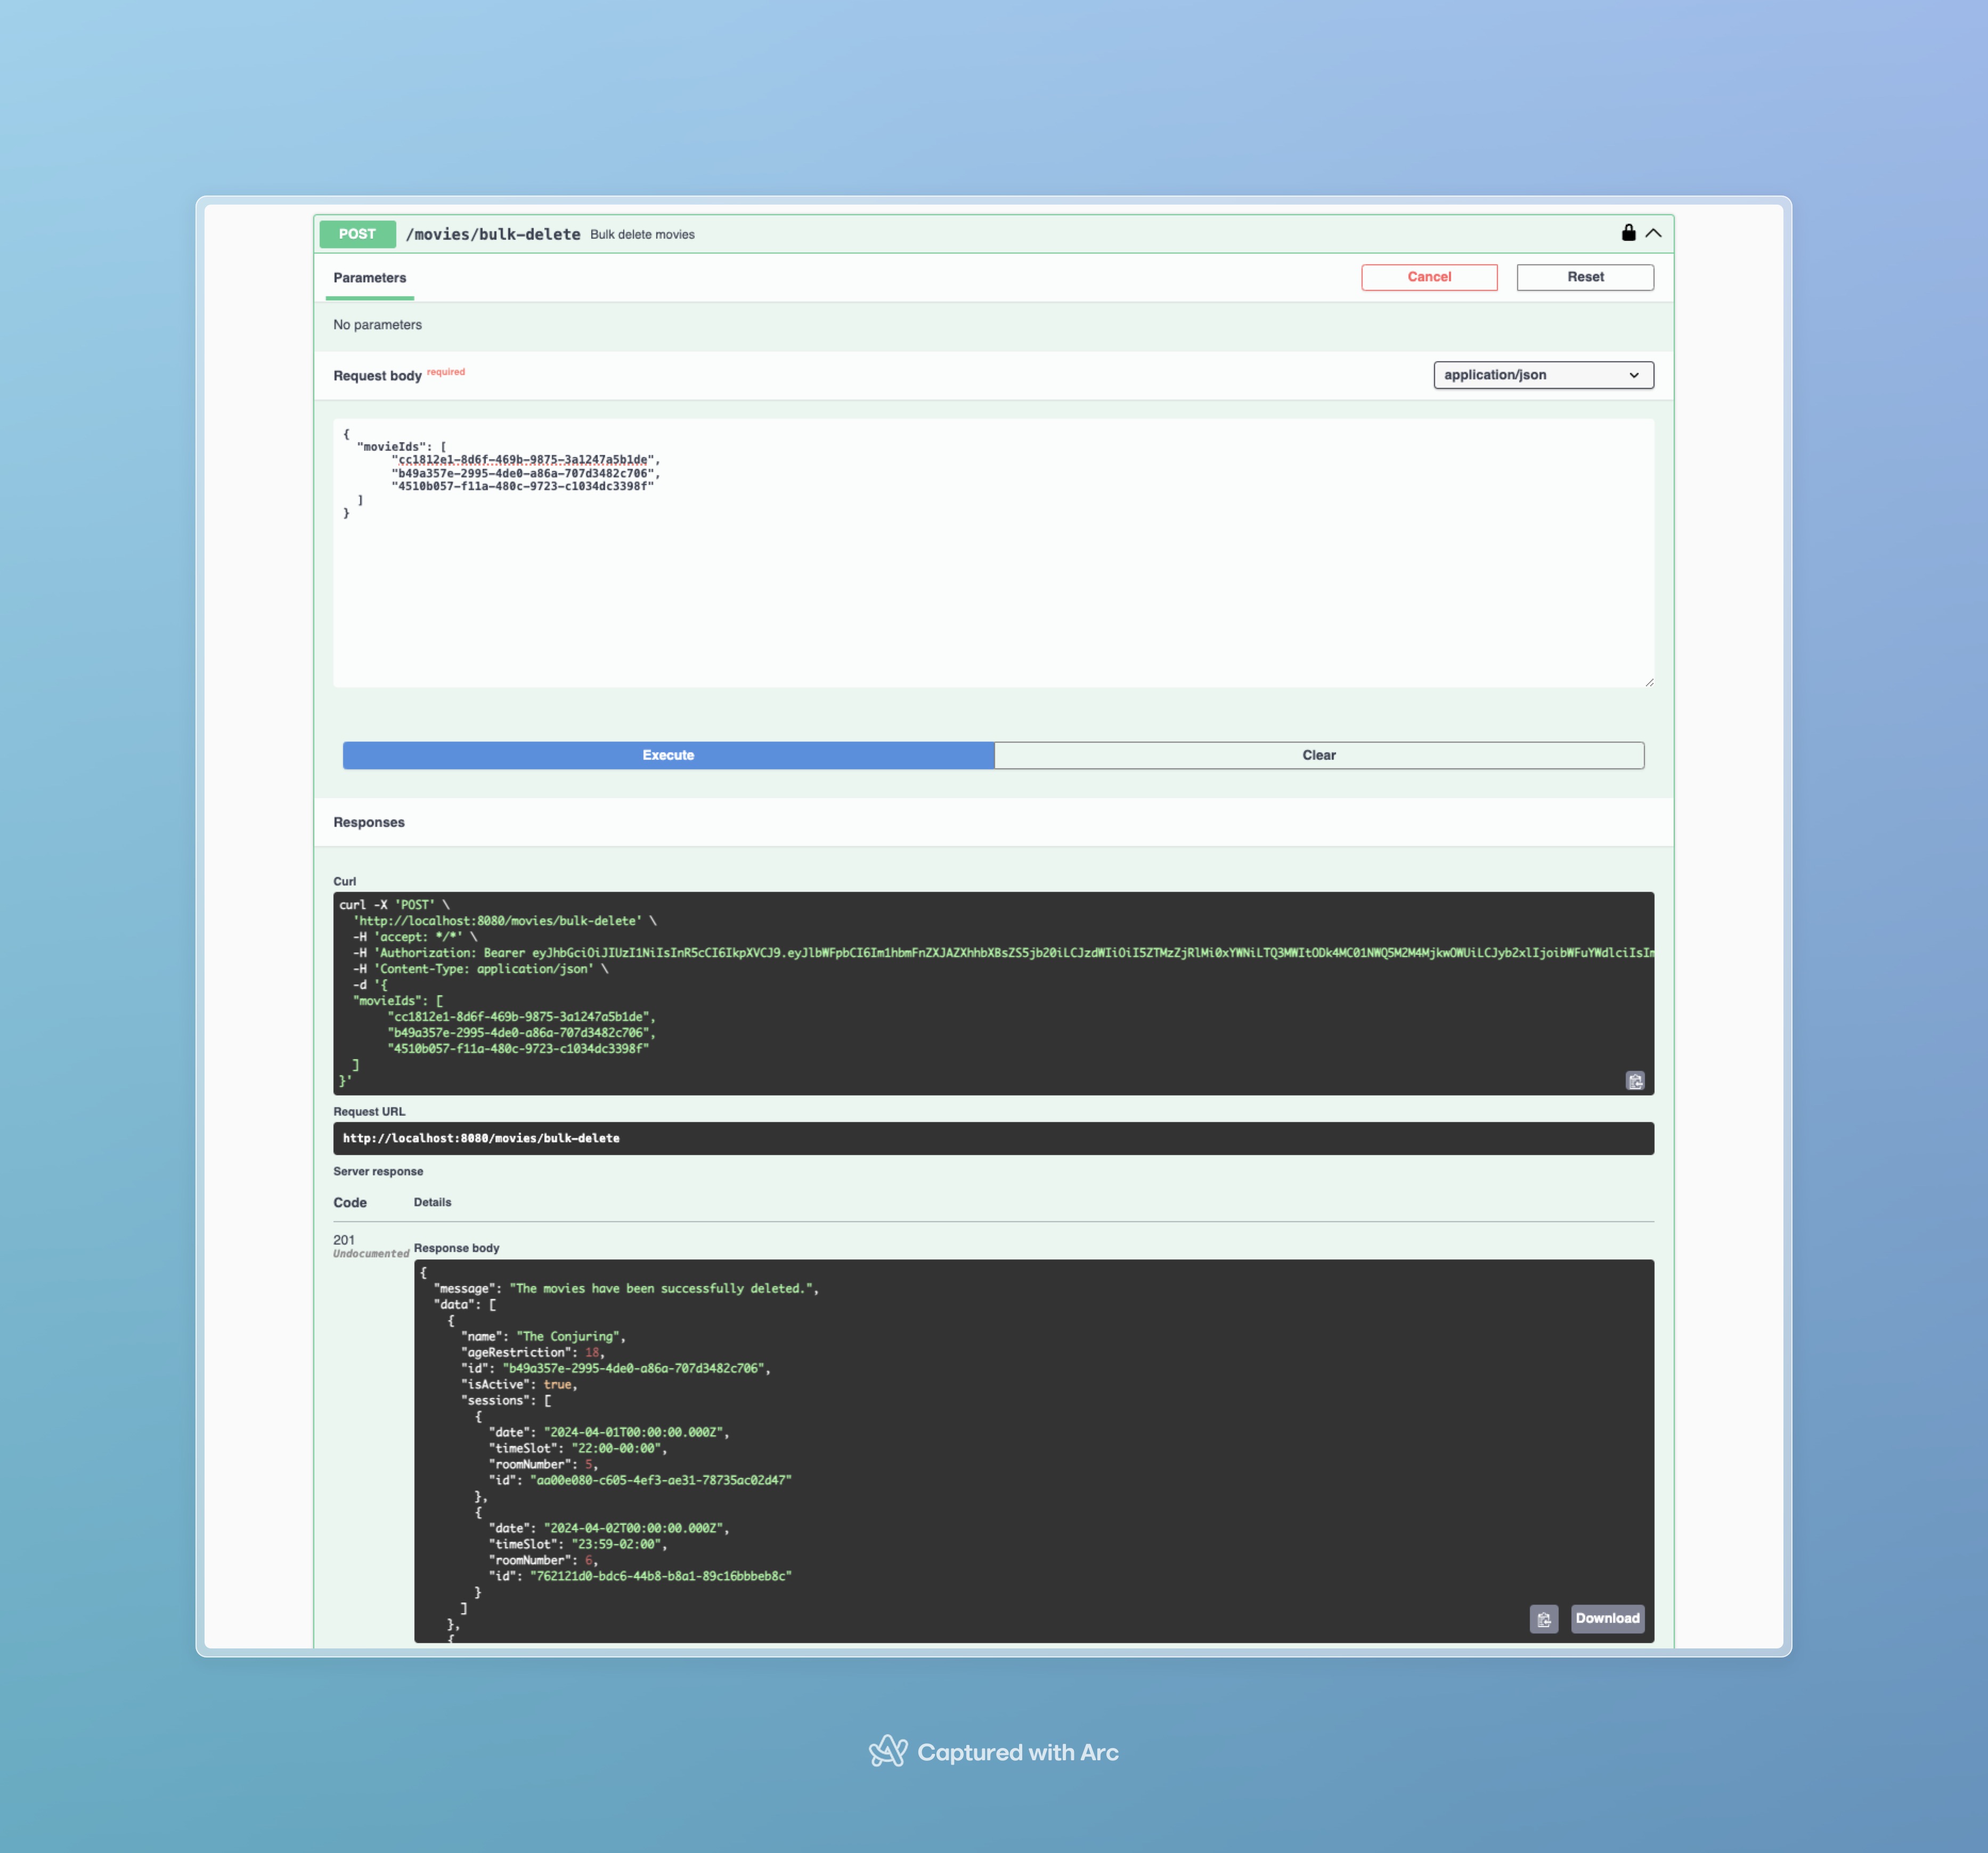 POST /movies/bulk-delete Bulk delete movies
Parameters
Cancel
Reset
No parameters
Request body required
application/json
{
  "movieIds": [
       "cc1812e1-8d6f-469b-9875-3a1247a5b1de",
       "b49a357e-2995-4de0-a86a-707d3482c706",
       "4510b057-f11a-480c-9723-c1034dc3398f"
  ]
}
Execute
Clear
Responses
Curl
curl -X 'POST' \
  'http://localhost:8080/movies/bulk-delete' \
  -H 'accept: */*' \
  -H 'Authorization: Bearer eyJhbGciOiJIUzI1NiIsInR5cCI6IkpXVCJ9.eyJlbWFpbCI6Im1hbmFnZXJAZXhhbXBsZS5jb20iLCJzdWIiOiI5ZTMzZjRlMi0xYWNiLTQ3MWItODk4MC01NWQ5M2M4MjkwOWUiLCJyb2xlIjoibWFuYWdlciIsIm
  -H 'Content-Type: application/json' \
  -d '{
  "movieIds": [
       "cc1812e1-8d6f-469b-9875-3a1247a5b1de",
       "b49a357e-2995-4de0-a86a-707d3482c706",
       "4510b057-f11a-480c-9723-c1034dc3398f"
  ]
}'
Request URL
http://localhost:8080/movies/bulk-delete
Server response
Code Details
201
Undocumented
Response body
{
  "message": "The movies have been successfully deleted.",
  "data": [
    {
      "name": "The Conjuring",
      "ageRestriction": 18,
      "id": "b49a357e-2995-4de0-a86a-707d3482c706",
      "isActive": true,
      "sessions": [
        {
          "date": "2024-04-01T00:00:00.000Z",
          "timeSlot": "22:00-00:00",
          "roomNumber": 5,
          "id": "aa00e080-c605-4ef3-ae31-78735ac02d47"
        },
        {
          "date": "2024-04-02T00:00:00.000Z",
          "timeSlot": "23:59-02:00",
          "roomNumber": 6,
          "id": "762121d0-bdc6-44b8-b8a1-89c16bbbeb8c"
        }
      ]
    },
    {
Download
Captured with Arc